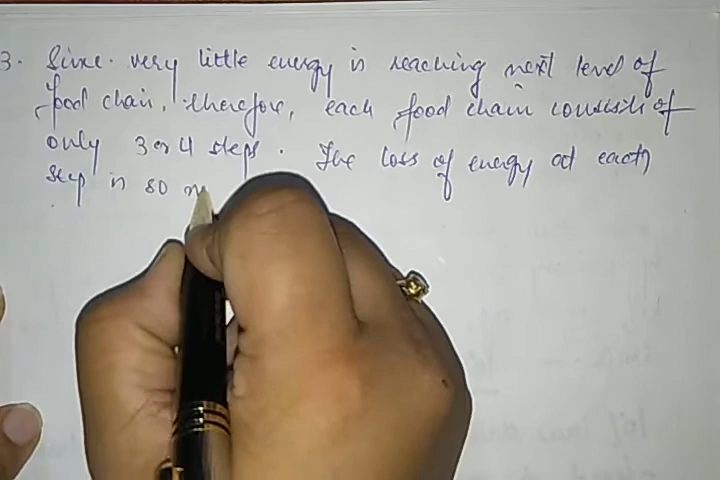 3. Since very little energy is reaching next level of
food chain, therefore, each food chain consists of
only 3 or 4 steps. The loss of energy at each
step is so